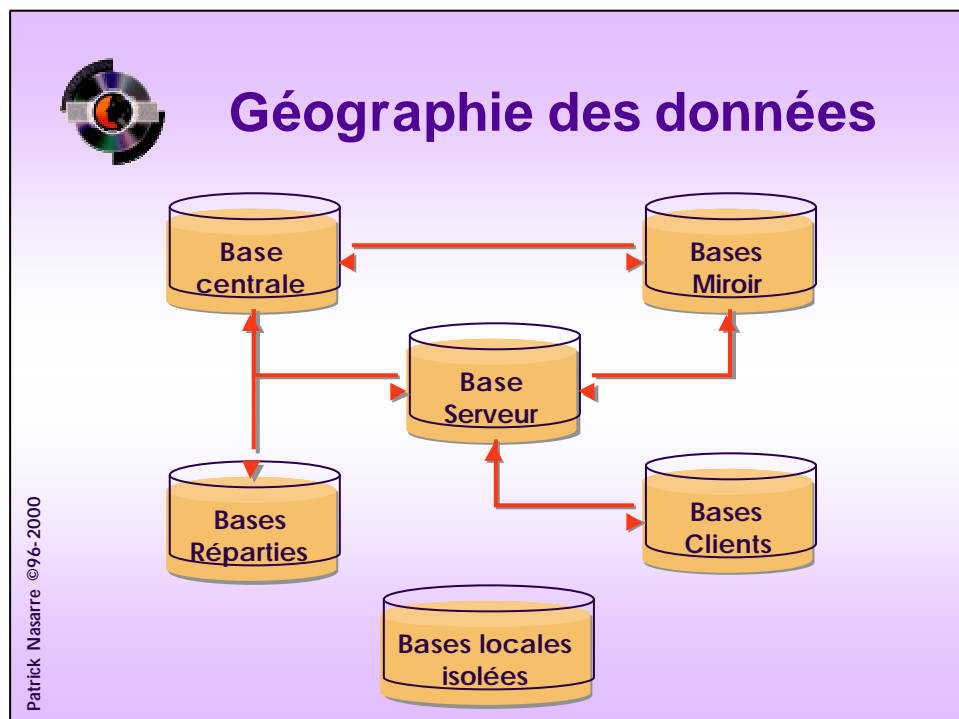 Géographie des données
Base
centrale
Bases
Miroir
Base
Serveur
Bases
Réparties
Bases
Clients
Bases locales
isolées
Patrick Nasarre ©96-2000